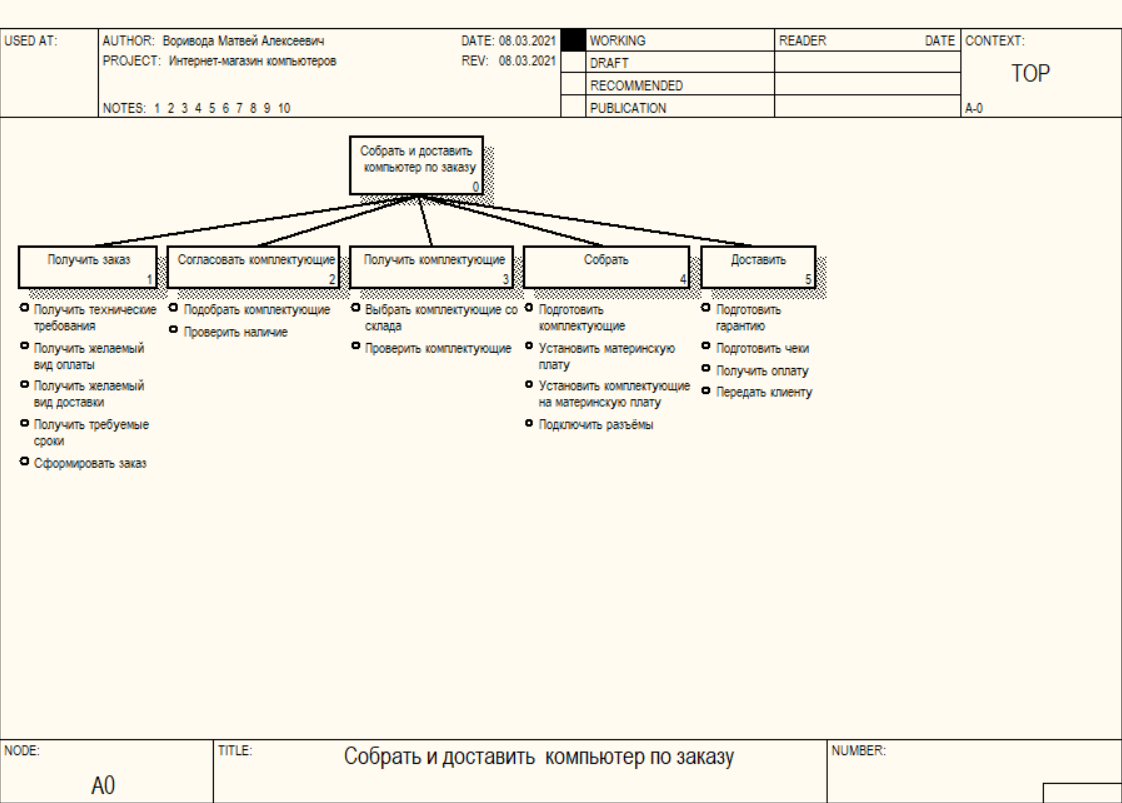 USED AT:
AUTHOR: Воривода Матвей Алексеевич
DATE: 08.03.2021
PROJECT: Интернет-магазин компьютеров
REV: 08.03.2021
NOTES: 1 2 3 4 5 6 7 8 9 10
WORKING
DRAFT
RECOMMENDED
PUBLICATION
READER
DATE
CONTEXT:
TOP
A-0
Собрать и доставить
компьютер по заказу
0
Получить заказ
1
Получить технические
требования
Получить желаемый
вид оплаты
Получить желаемый
вид доставки
Получить требуемые
сроки
Сформировать заказ
Согласовать комплектующие
2
Подобрать комплектующие
Проверить наличие
Получить комплектующие
3
Выбрать комплектующие со
склада
Проверить комплектующие
Собрать
4
Подготовить
комплектующие
Установить материнскую
плату
Установить комплектующие
на материнскую плату
Подключить разъёмы
Доставить
5
Подготовить
гарантию
Подготовить чеки
Получить оплату
Передать клиенту
NODE:
A0
TITLE:
Собрать и доставить компьютер по заказу
NUMBER: